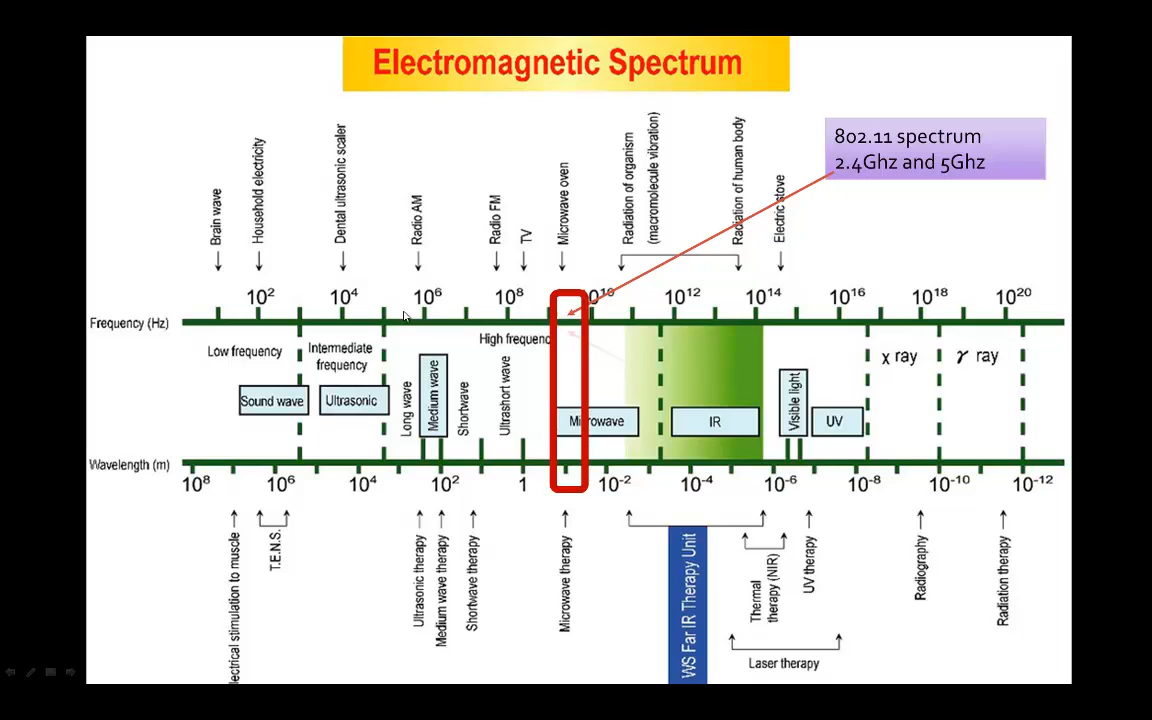 Electromagnetic Spectrum
802.11 spectrum
2.4Ghz and 5Ghz
Brain wave
Household electricity
Dental ultrasonic scaler
Radio AM
Radio FM
TV
Microwave oven
Radiation of organism
(macromolecule vibration)
Radiation of human body
Electric stove
10² 10⁴ 10⁶ 10⁸ 10¹⁰ 10¹² 10¹⁴ 10¹⁶ 10¹⁸ 10²⁰
Frequency (Hz)
Low frequency
Intermediate
frequency
High frequenc
χ ray
γ ray
Sound wave
Ultrasonic
Long wave
Medium wave
Shortwave
Ultrashort wave
Microwave
IR
Visible light
UV
Wavelength (m)
10⁸ 10⁶ 10⁴ 10² 1 10⁻² 10⁻⁴ 10⁻⁶ 10⁻⁸ 10⁻¹⁰ 10⁻¹²
lectrical stimulation to muscle
T.E.N.S.
Ultrasonic therapy
Medium wave therapy
Shortwave therapy
Microwave therapy
WS Far IR Therapy Unit
Thermal
therapy (NIR)
UV therapy
Laser therapy
Radiography
Radiation therapy